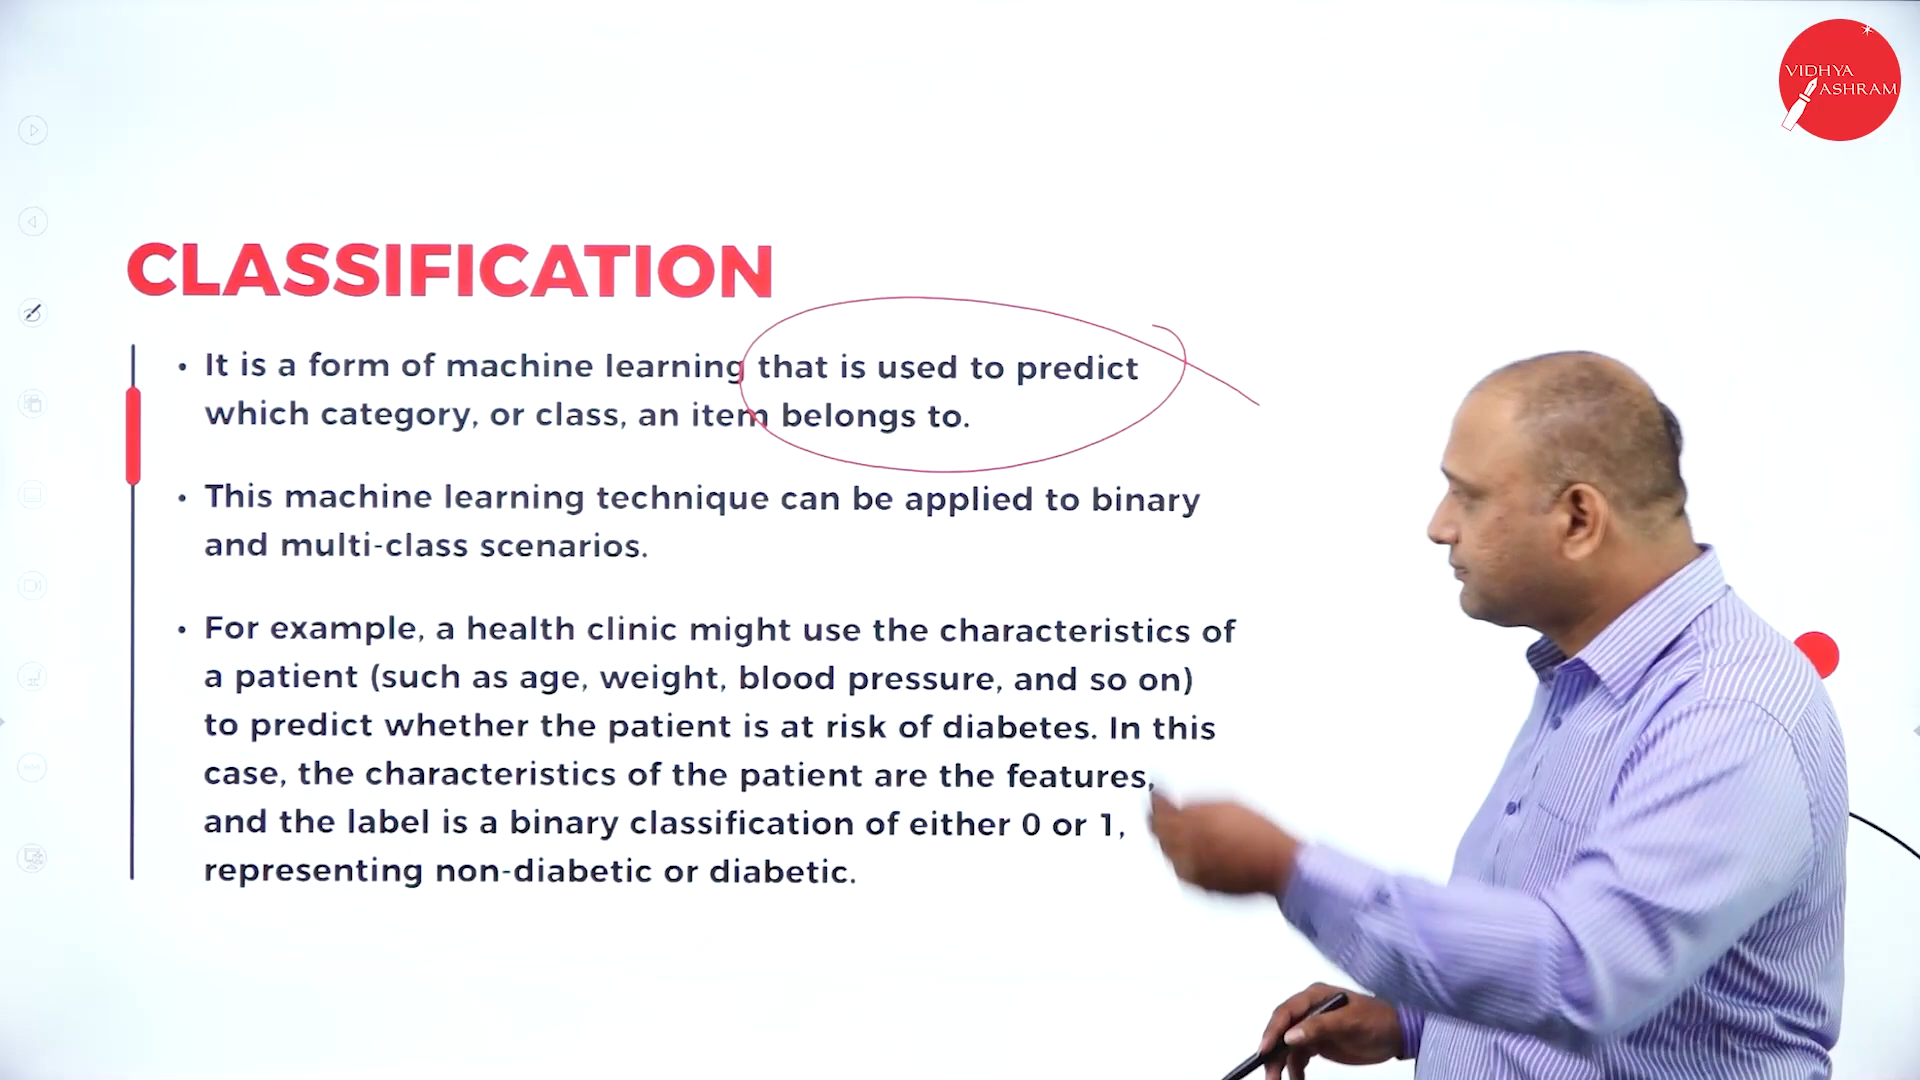 VIDHYA
ASHRAM
CLASSIFICATION
• It is a form of machine learning that is used to predict
which category, or class, an item belongs to.
• This machine learning technique can be applied to binary
and multi-class scenarios.
• For example, a health clinic might use the characteristics of
a patient (such as age, weight, blood pressure, and so on)
to predict whether the patient is at risk of diabetes. In this
case, the characteristics of the patient are the features,
and the label is a binary classification of either 0 or 1,
representing non-diabetic or diabetic.